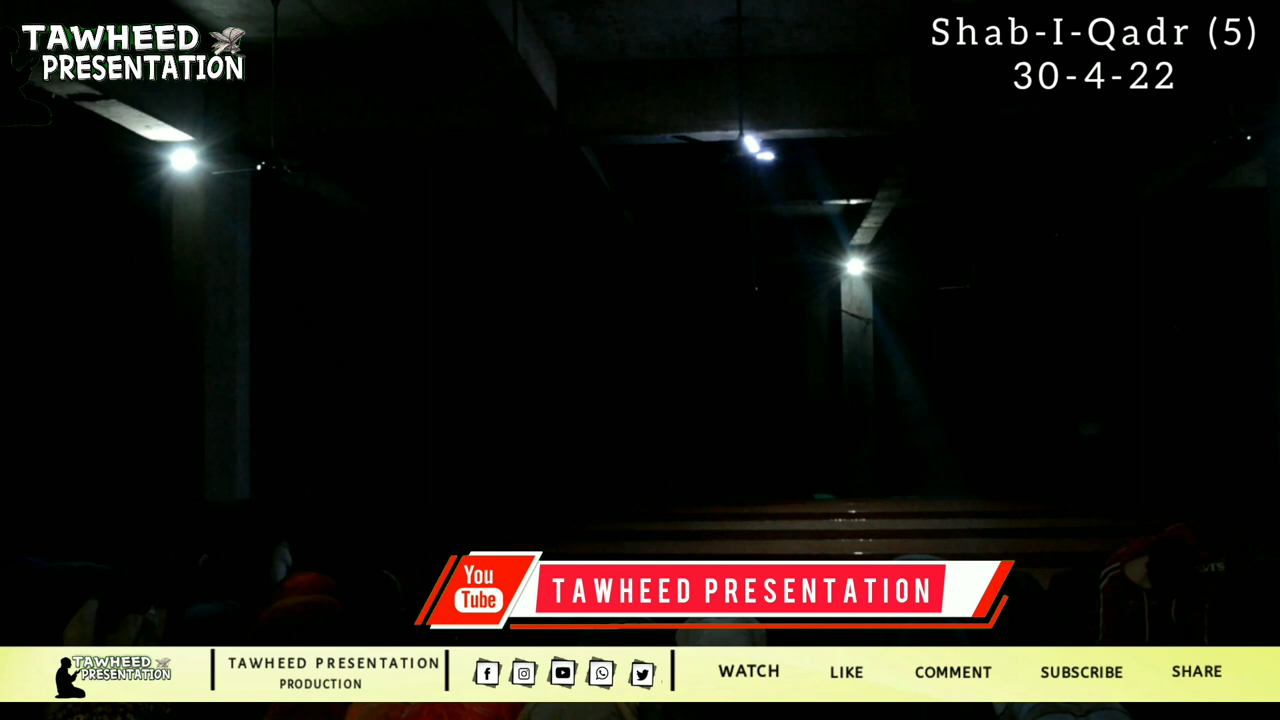 TAWHEED
PRESENTATION
Shab-I-Qadr (5)
30-4-22
You
Tube
TAWHEED PRESENTATION
TAWHEED
PRESENTATION
TAWHEED PRESENTATION
PRODUCTION
WATCH
LIKE
COMMENT
SUBSCRIBE
SHARE